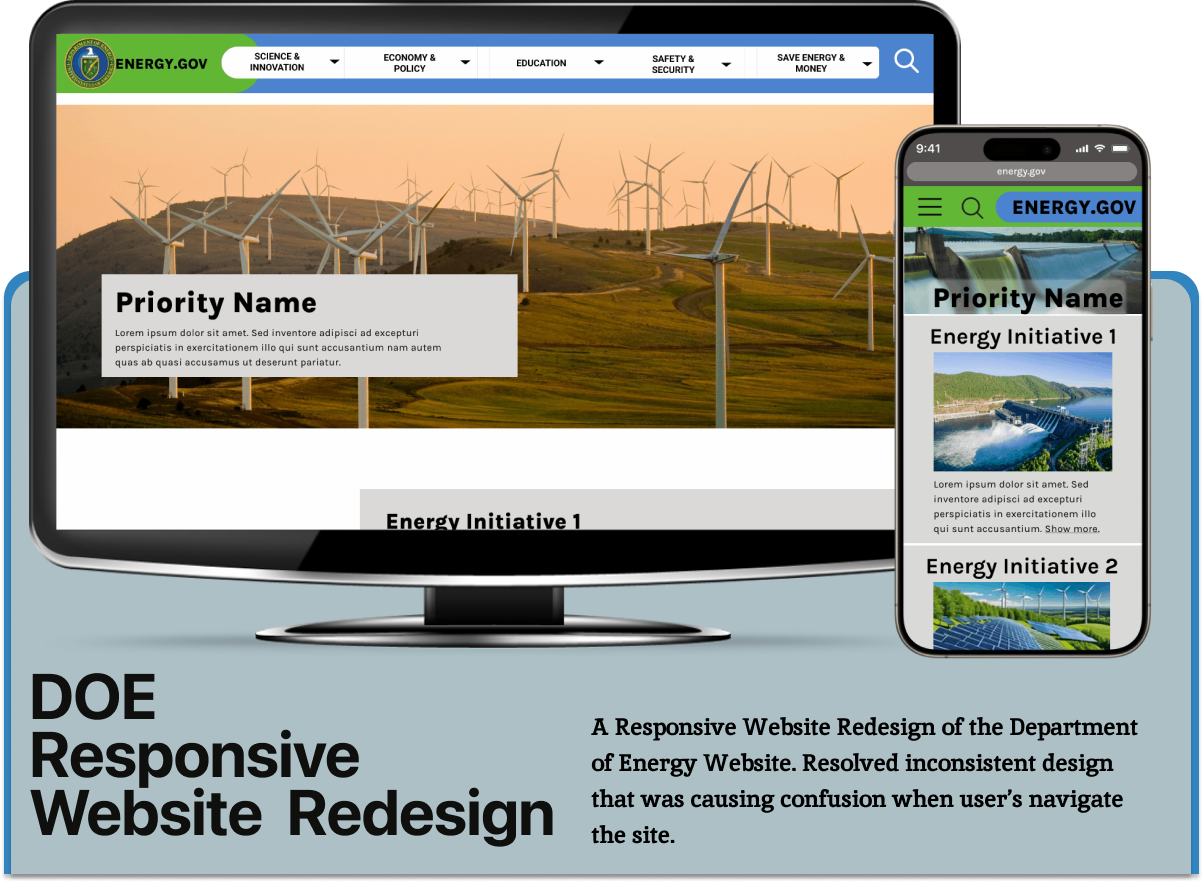 ENERGY.GOV
SCIENCE &
INNOVATION
ECONOMY &
POLICY
EDUCATION
SAFETY &
SECURITY
SAVE ENERGY &
MONEY
Priority Name
Lorem ipsum dolor sit amet. Sed inventore adipisci ad excepturi
perspiciatis in exercitationem illo qui sunt accusantium nam autem
quas ab quasi accusamus ut deserunt pariatur.
Energy Initiative 1
9:41
energy.gov
ENERGY.GOV
Priority Name
Energy Initiative 1
Lorem ipsum dolor sit amet. Sed
inventore adipisci ad excepturi
perspiciatis in exercitationem illo
qui sunt accusantium. Show more.
Energy Initiative 2
DOE
Responsive
Website Redesign
A Responsive Website Redesign of the Department
of Energy Website. Resolved inconsistent design
that was causing confusion when user's navigate
the site.